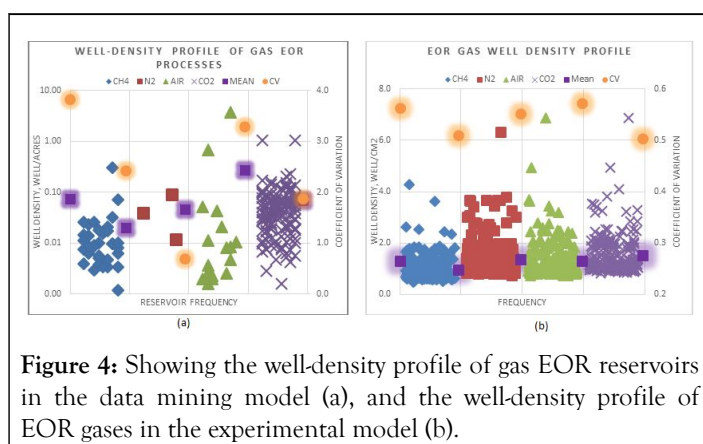 WELL-DENSITY PROFILE OF GAS EOR
PROCESSES
CH4 N2 AIR CO2 MEAN CV
10.00
1.00
0.10
0.01
0.00
WELL DENSITY, WELL/ACRES
4.0
3.0
2.0
1.0
0.0
COEFFICIENT OF VARIATION
RESERVOIR FREQUENCY
(a)
EOR GAS WELL DENSITY PROFILE
CH4 N2 AIR CO2 Mean CV
8.0
6.0
4.0
2.0
0.0
WELL DENSITY, WELL/CM2
0.6
0.5
0.4
0.3
0.2
COEFFICIENT OF VARIATION
FREQUENCY
(b)
Figure 4: Showing the well-density profile of gas EOR reservoirs
in the data mining model (a), and the well-density profile of
EOR gases in the experimental model (b).